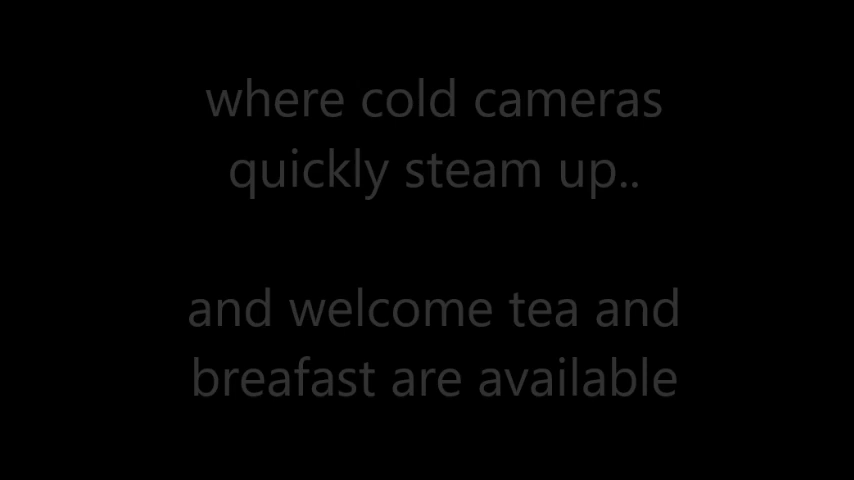 where cold cameras
quickly steam up..
and welcome tea and
breafast are available